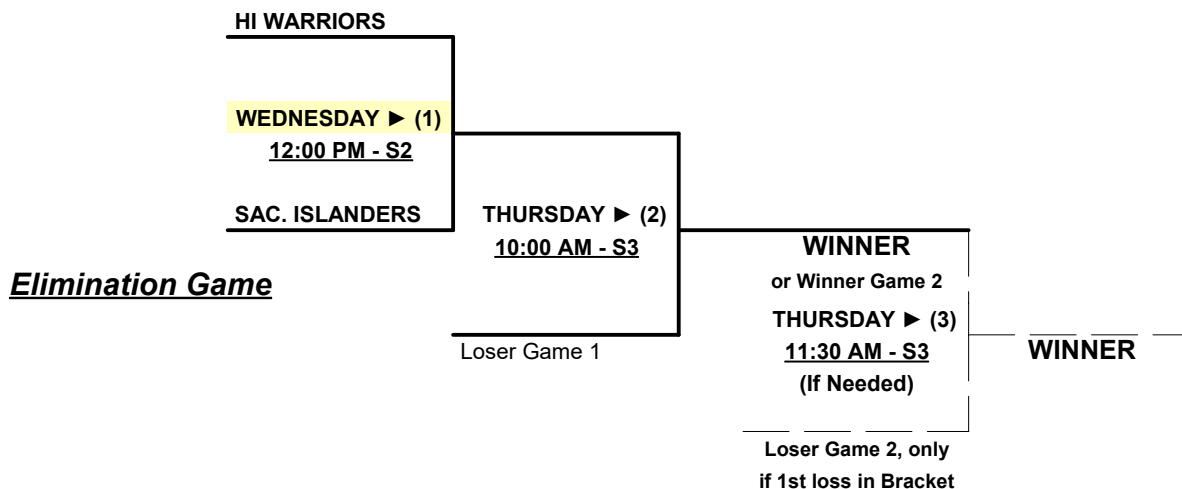 HI WARRIORS
WEDNESDAY ► (1)
12:00 PM - S2
SAC. ISLANDERS
THURSDAY ► (2)
10:00 AM - S3
WINNER
or Winner Game 2
Elimination Game
THURSDAY ► (3)
Loser Game 1
11:30 AM - S3
WINNER
(If Needed)
Loser Game 2, only
if 1st loss in Bracket